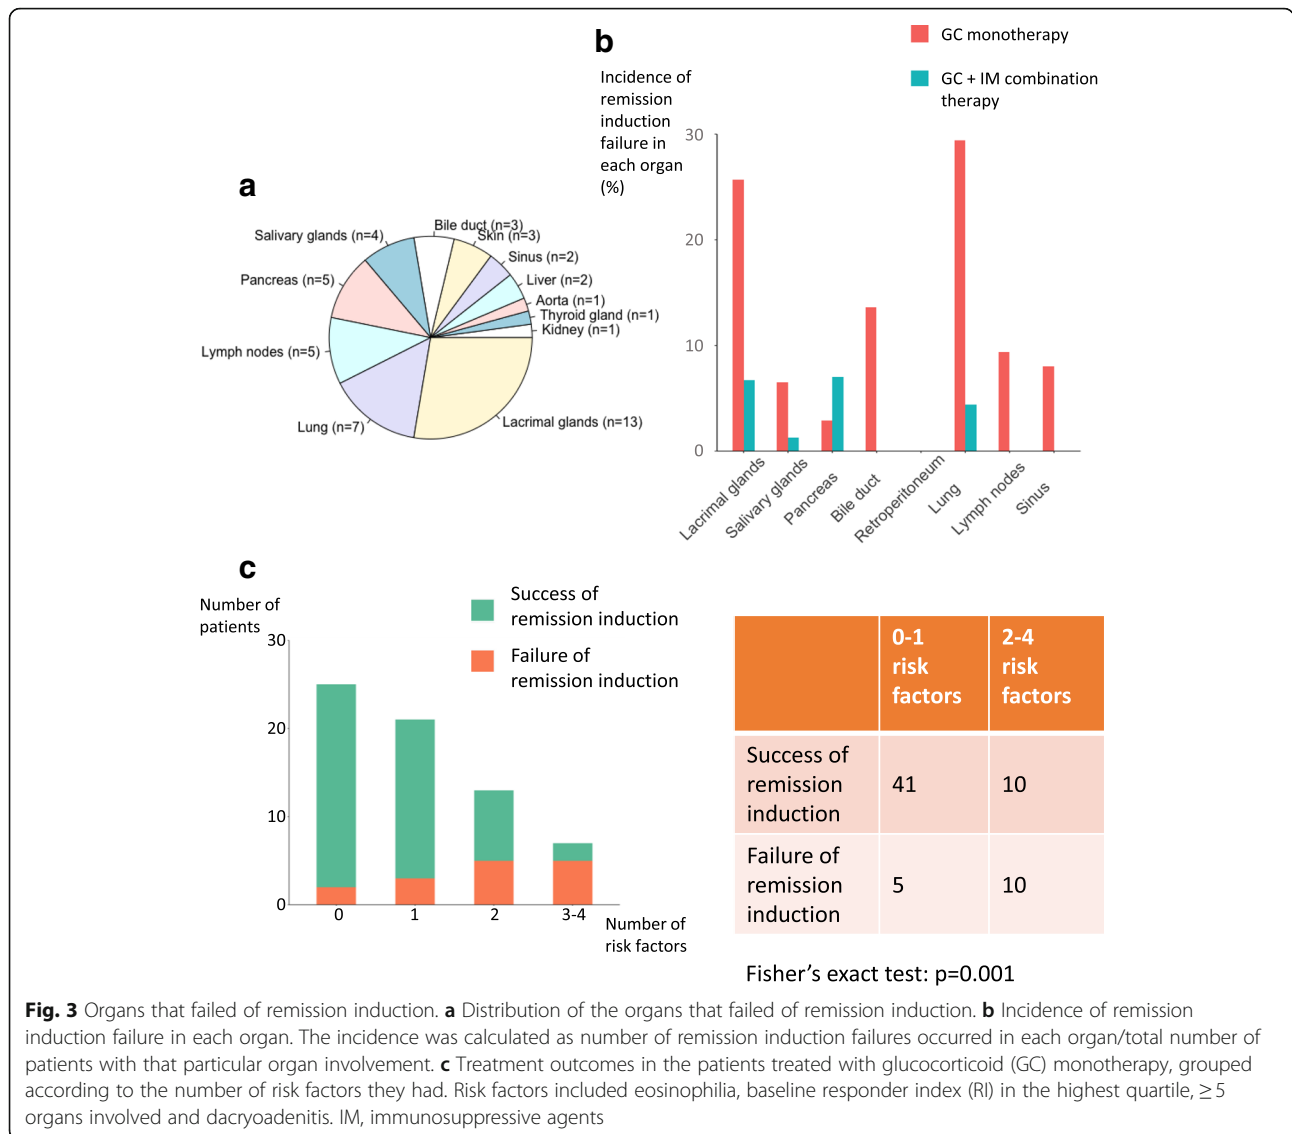 b
GC monotherapy
GC + IM combination
therapy
Incidence of
remission
induction
failure in
each organ
(%)
30
20
10
0
Lacrimal glands
Salivary glands
Pancreas
Bile duct
Retroperitoneum
Lung
Lymph nodes
Sinus
a
Bile duct (n=3)
Skin (n=3)
Sinus (n=2)
Liver (n=2)
Aorta (n=1)
Thyroid gland (n=1)
Kidney (n=1)
Lacrimal glands (n=13)
Lung (n=7)
Lymph nodes (n=5)
Pancreas (n=5)
Salivary glands (n=4)
c
Number of
patients
Success of
remission induction
Failure of
remission induction
30
20
10
0
0
1
2
3-4
Number of
risk factors
0-1
risk
factors
2-4
risk
factors
Success of
remission
induction
41
10
Failure of
remission
induction
5
10
Fisher’s exact test: p=0.001
Fig. 3 Organs that failed of remission induction. a Distribution of the organs that failed of remission induction. b Incidence of remission
induction failure in each organ. The incidence was calculated as number of remission induction failures occurred in each organ/total number of
patients with that particular organ involvement. c Treatment outcomes in the patients treated with glucocorticoid (GC) monotherapy, grouped
according to the number of risk factors they had. Risk factors included eosinophilia, baseline responder index (RI) in the highest quartile, ≥ 5
organs involved and dacryoadenitis. IM, immunosuppressive agents